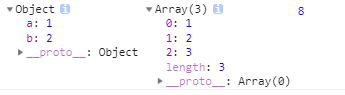 ▼Object i
a: 1
b: 2
▶__proto__: Object
▼Array(3) i
0: 1
1: 2
2: 3
length: 3
▶__proto__: Array(0)
8